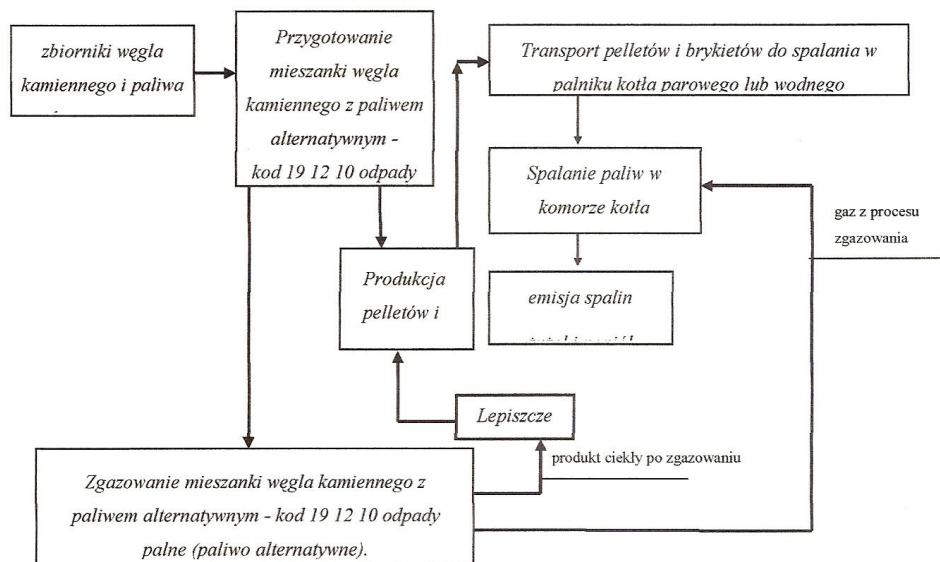 zbiorniki węgla
kamiennego i paliwa
Przygotowanie
mieszanki węgla
kamiennego z paliwem
alternatywnym -
kod 19 12 10 odpady
Transport pelletów i brykietów do spalania w
palniku kotła parowego lub wodnego
Spalanie paliw w
komorze kotła
gaz z procesu
zgazowania
Produkcja
pelletów i
emisja spalin
Lepiszcze
produkt ciekły po zgazowaniu
Zgazowanie mieszanki węgla kamiennego z
paliwem alternatywnym - kod 19 12 10 odpady
palne (paliwo alternatywne).